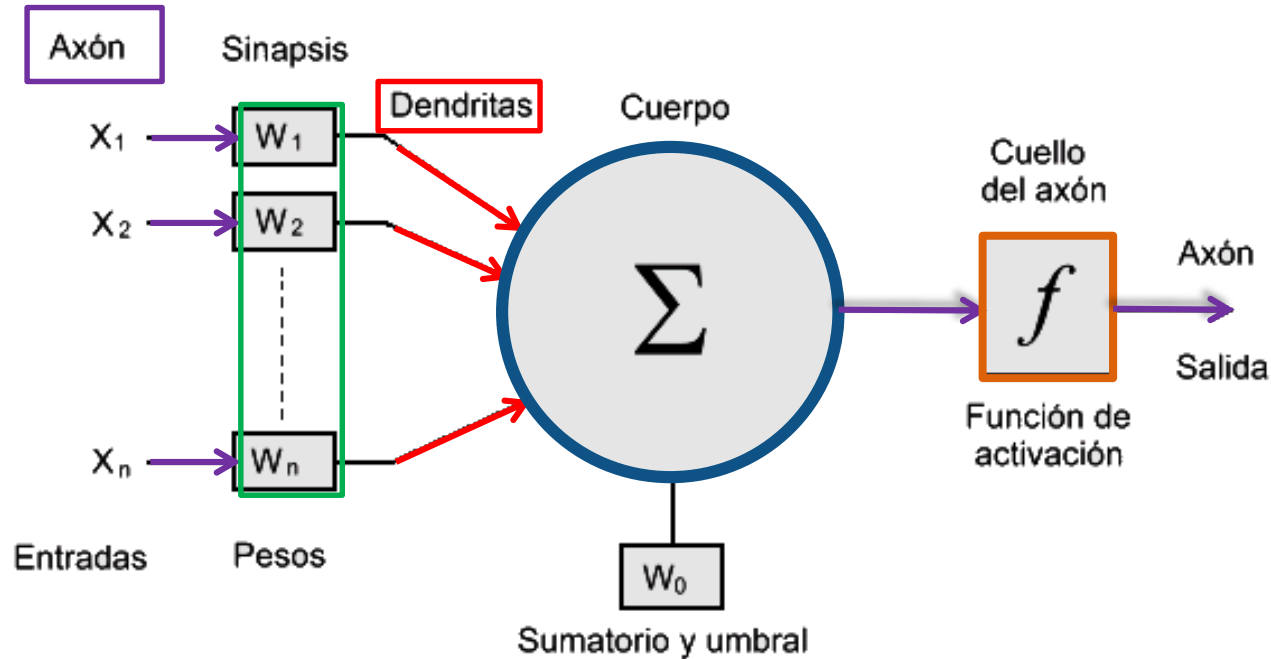 Axón
Sinapsis
Dendritas
Cuerpo
Cuello
del axón
X₁
W₁
X₂
W₂
Σ
f
Axón
Salida
Xₙ
Wₙ
Función de
activación
Entradas
Pesos
W₀
Sumatorio y umbral